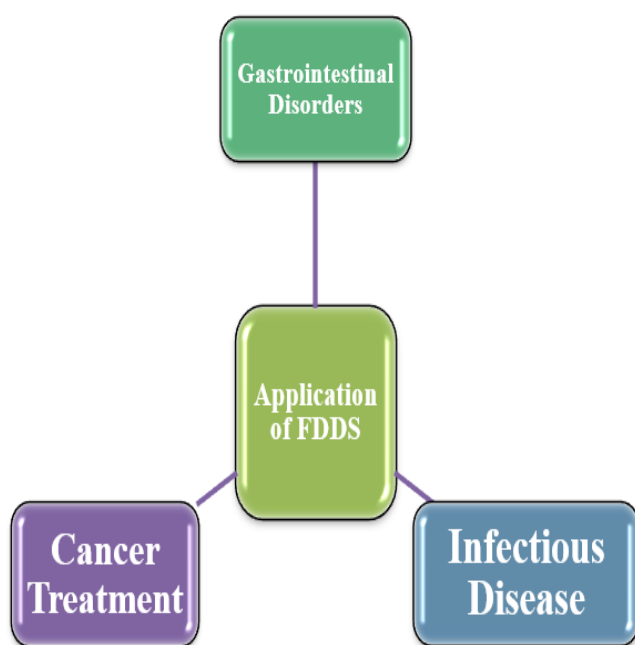 Gastrointestinal
Disorders
Application
of FDDS
Cancer
Treatment
Infectious
Disease